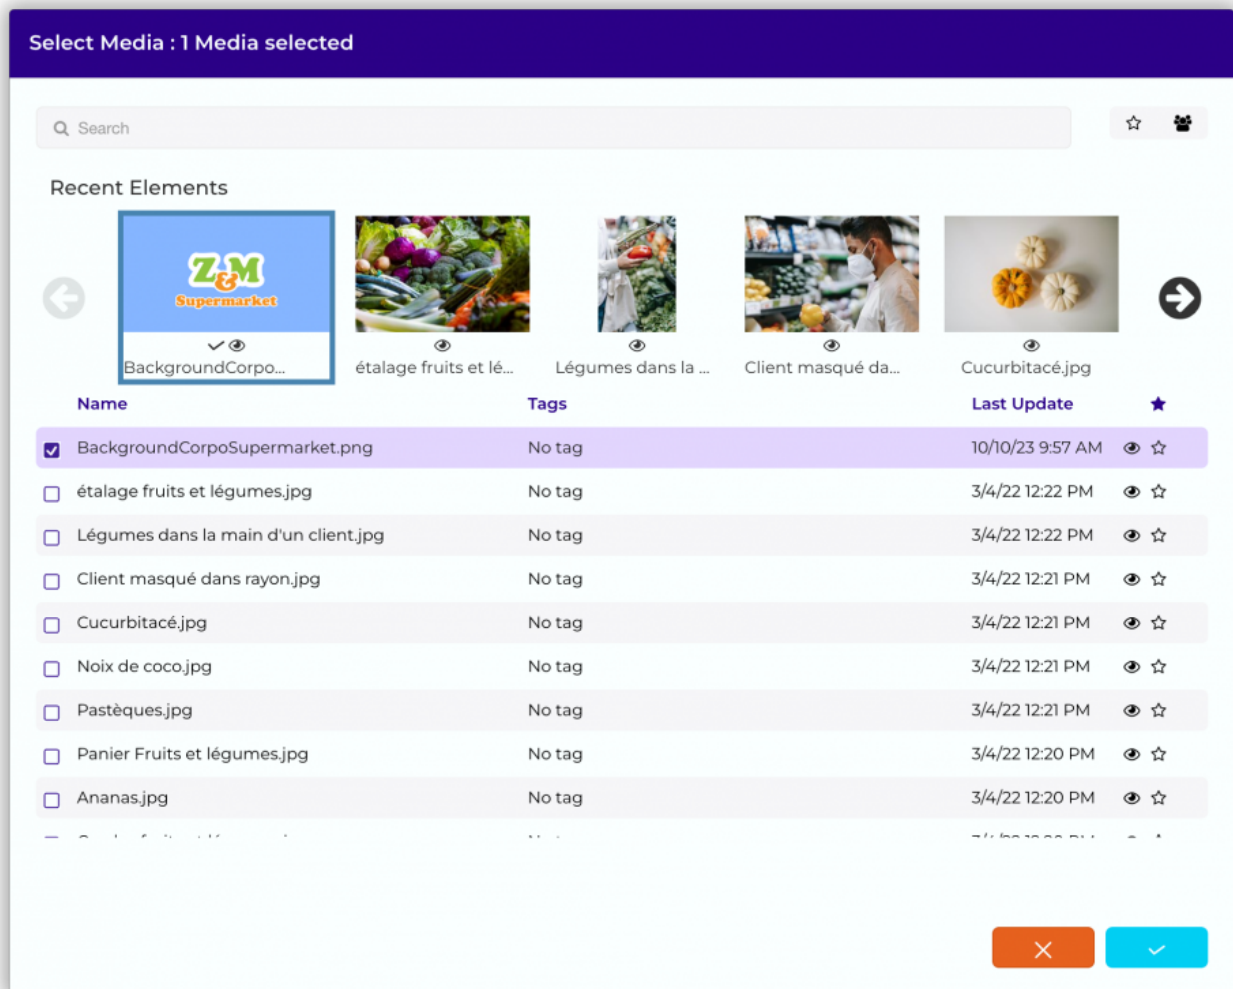 Select Media : 1 Media selected
Search
Recent Elements
Z&M
Supermarket
BackgroundCorpo...
étalage fruits et lé...
Légumes dans la ...
Client masqué da...
Cucurbitacé.jpg
Name Tags Last Update
BackgroundCorpoSupermarket.png No tag 10/10/23 9:57 AM
étalage fruits et légumes.jpg No tag 3/4/22 12:22 PM
Légumes dans la main d'un client.jpg No tag 3/4/22 12:22 PM
Client masqué dans rayon.jpg No tag 3/4/22 12:21 PM
Cucurbitacé.jpg No tag 3/4/22 12:21 PM
Noix de coco.jpg No tag 3/4/22 12:21 PM
Pastèques.jpg No tag 3/4/22 12:21 PM
Panier Fruits et légumes.jpg No tag 3/4/22 12:20 PM
Ananas.jpg No tag 3/4/22 12:20 PM